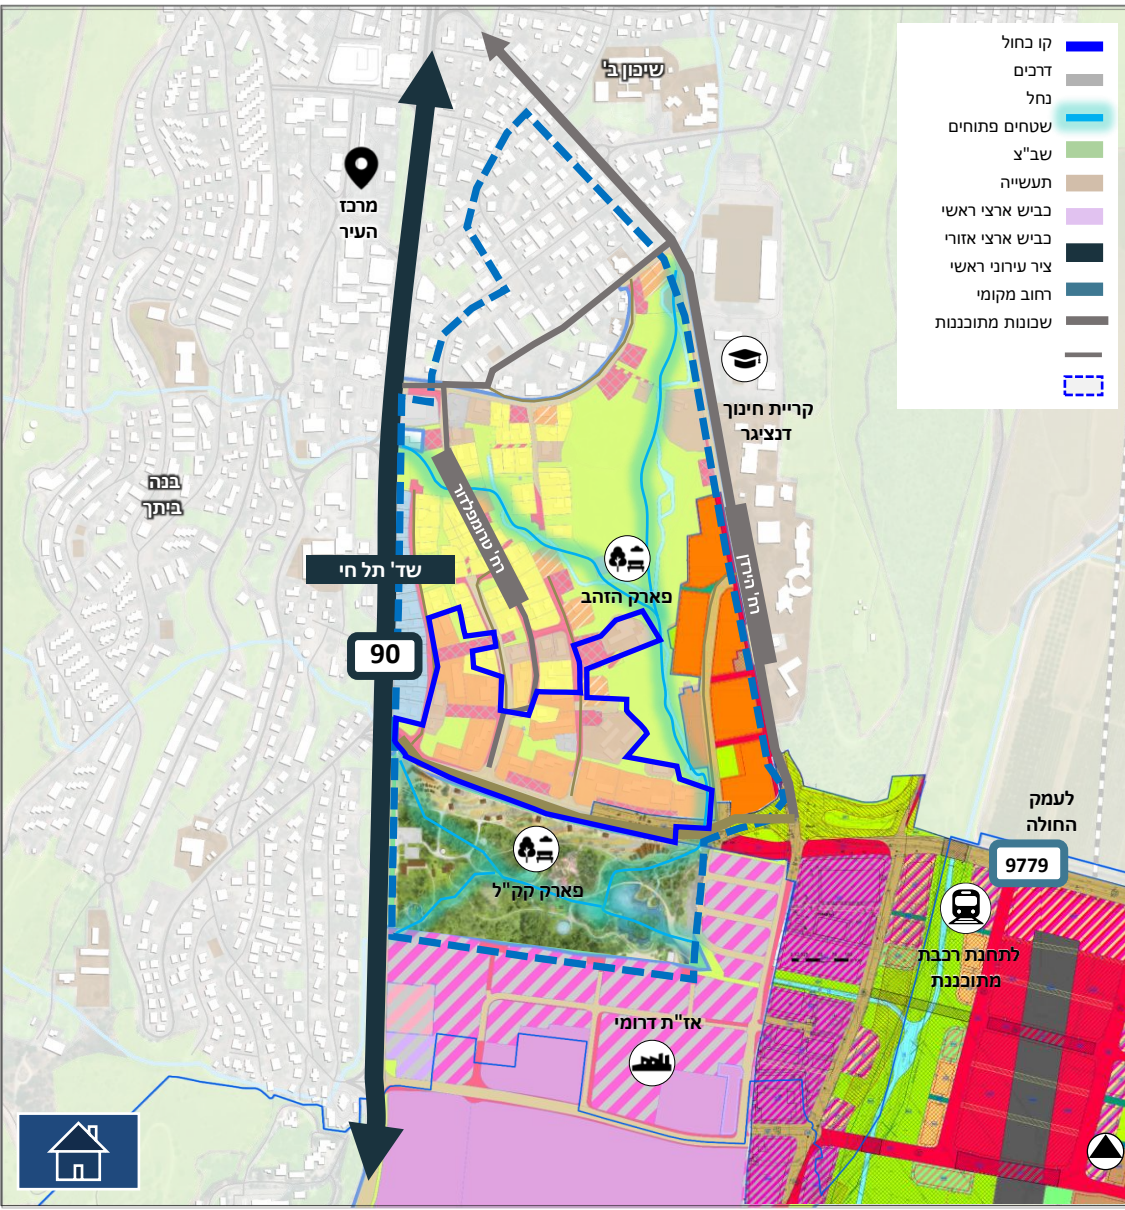 קו כחול
דרכים
נחל
שטחים פתוחים
שב"צ
תעשייה
כביש ארצי ראשי
כביש ארצי אזורי
ציר עירוני ראשי
רחוב מקומי
שכונות מתוכננות
שיכון ב'
מרכז
העיר
קריית חינוך
דנציגר
בנה
ביתך
רח' טרומפלדור
רח' הירדן
שד' תל חי
פארק הזהב
90
לעמק
החולה
9779
פארק קק"ל
לתחנת רכבת
מתוכננת
אז"ת דרומי